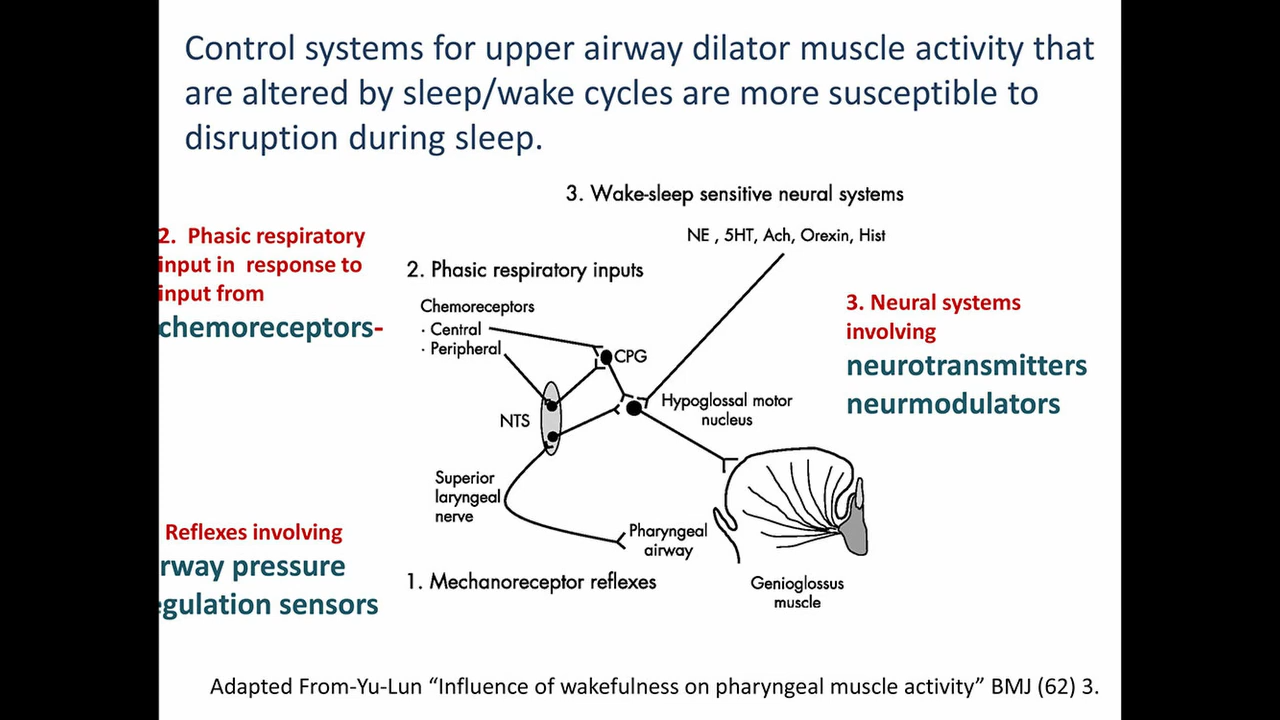 Control systems for upper airway dilator muscle activity that
are altered by sleep/wake cycles are more susceptible to
disruption during sleep.
3. Wake-sleep sensitive neural systems
NE , 5HT, Ach, Orexin, Hist
2. Phasic respiratory
input in response to
input from
chemoreceptors-
2. Phasic respiratory inputs
Chemoreceptors
· Central
· Peripheral
CPG
NTS
Hypoglossal motor
nucleus
3. Neural systems
involving
neurotransmitters
neurmodulators
Superior
laryngeal
nerve
Pharyngeal
airway
Reflexes involving
rway pressure
egulation sensors
1. Mechanoreceptor reflexes
Genioglossus
muscle
Adapted From-Yu-Lun “Influence of wakefulness on pharyngeal muscle activity” BMJ (62) 3.